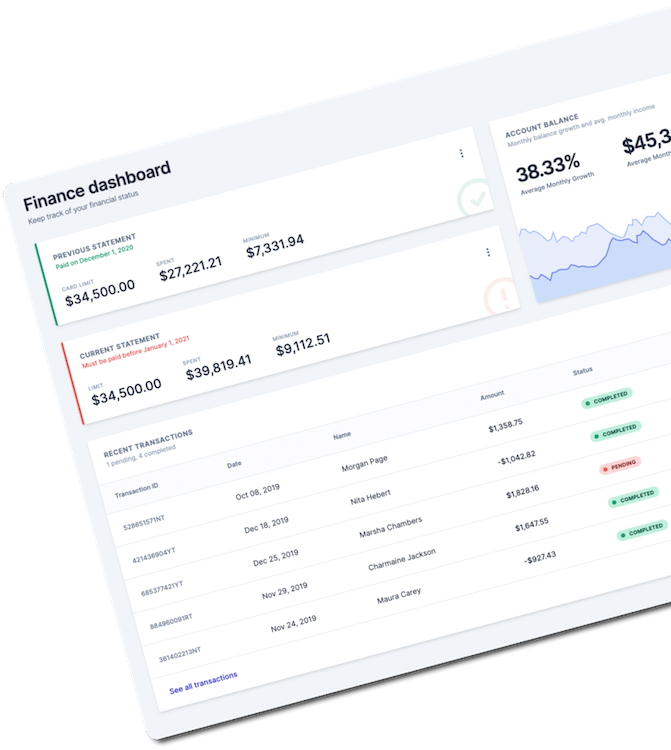 Finance dashboard
Keep track of your financial status
PREVIOUS STATEMENT
Paid on December 1, 2020
CARD LIMIT SPENT MINIMUM
$34,500.00 $27,221.21 $7,331.94
CURRENT STATEMENT
Must be paid before January 1, 2021
LIMIT SPENT MINIMUM
$34,500.00 $39,819.41 $9,112.51
ACCOUNT BALANCE
Monthly balance growth and avg. monthly income
38.33% $45,3
Average Monthly Growth Average Mont
RECENT TRANSACTIONS
1 pending, 4 completed
Transaction ID Date Name Amount Status
528651571NT Oct 08, 2019 Morgan Page $1,358.75 COMPLETED
421436904YT Dec 18, 2019 Nita Hebert -$1,042.82 COMPLETED
685377421YT Dec 25, 2019 Marsha Chambers $1,828.16 PENDING
884960091RT Nov 29, 2019 Charmaine Jackson $1,647.55 COMPLETED
361402213NT Nov 24, 2019 Maura Carey -$927.43 COMPLETED
See all transactions